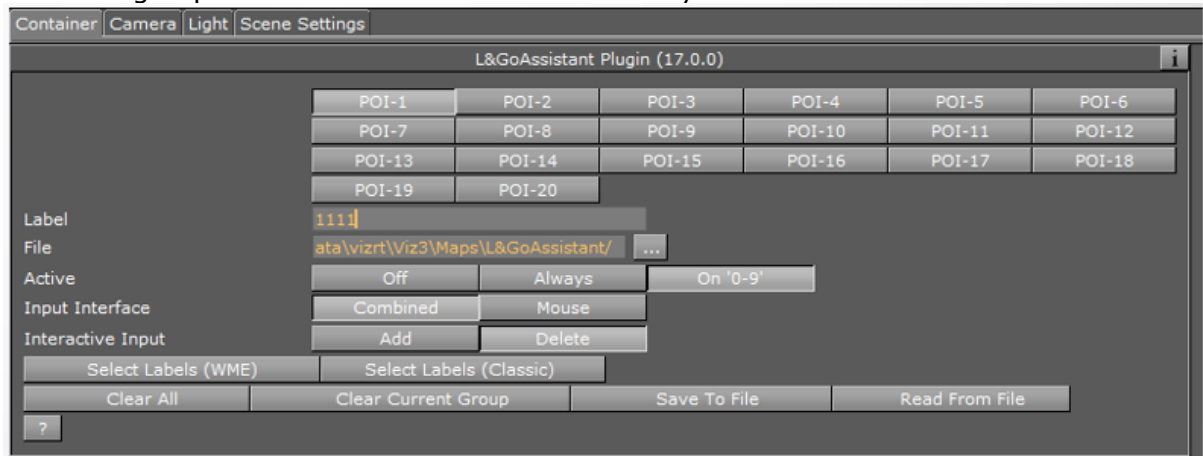 Container Camera Light Scene Settings
L&GoAssistant Plugin (17.0.0) i
POI-1 POI-2 POI-3 POI-4 POI-5 POI-6
POI-7 POI-8 POI-9 POI-10 POI-11 POI-12
POI-13 POI-14 POI-15 POI-16 POI-17 POI-18
POI-19 POI-20
Label 1111
File ata\vizrt\Viz3\Maps\L&GoAssistant/ ...
Active Off Always On '0-9'
Input Interface Combined Mouse
Interactive Input Add Delete
Select Labels (WME) Select Labels (Classic)
Clear All Clear Current Group Save To File Read From File
?